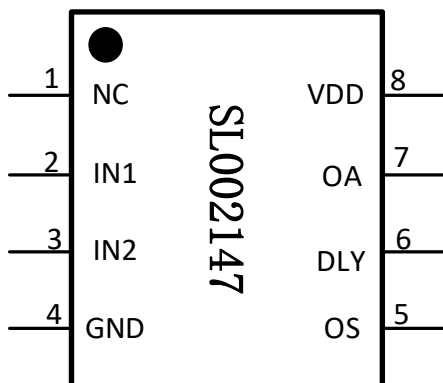 1 NC VDD 8
2 IN1 OA 7
3 IN2 DLY 6
4 GND OS 5
SL002147